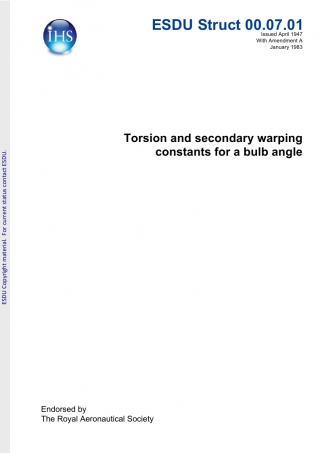 IHS
ESDU Struct 00.07.01
Issued April 1947
With Amendment A
January 1983
Torsion and secondary warping
constants for a bulb angle
ESDU Copyright material. For current status contact ESDU.
Endorsed by
The Royal Aeronautical Society